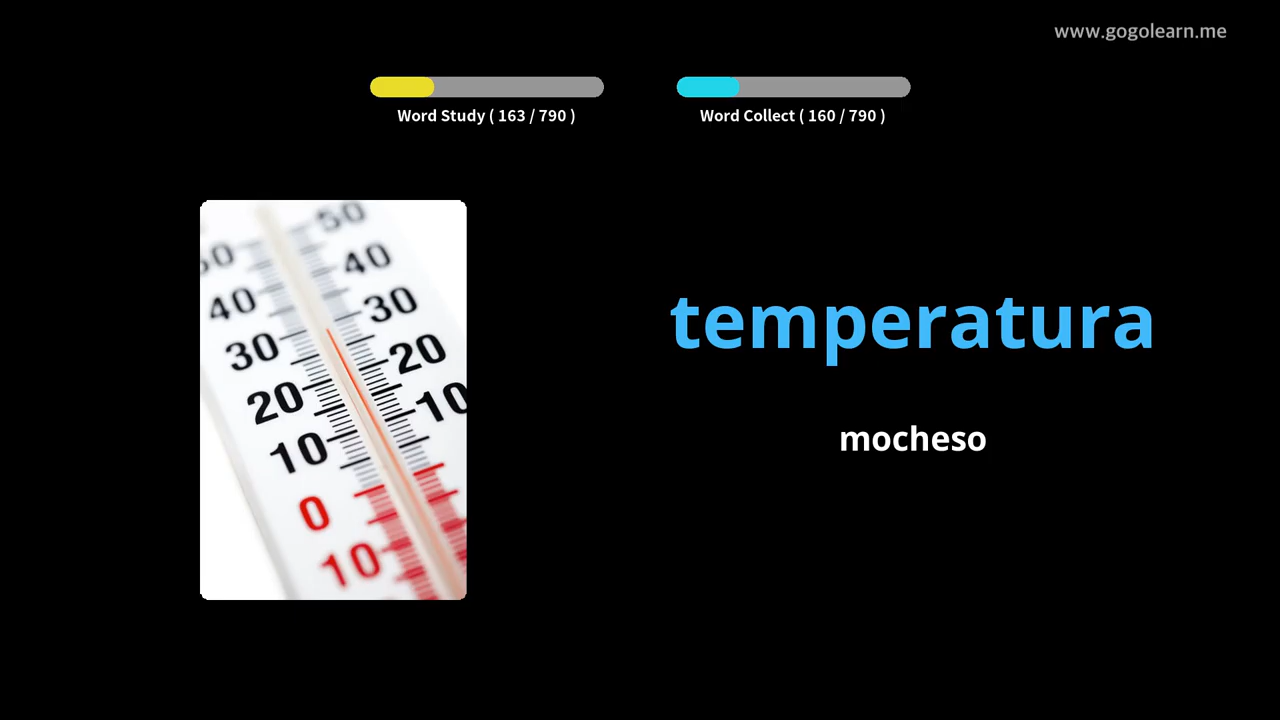 www.gogolearn.me
Word Study ( 163 / 790 )
Word Collect ( 160 / 790 )
50
50
40
40
30
30
20
20
10
10
0
10
temperatura
mocheso